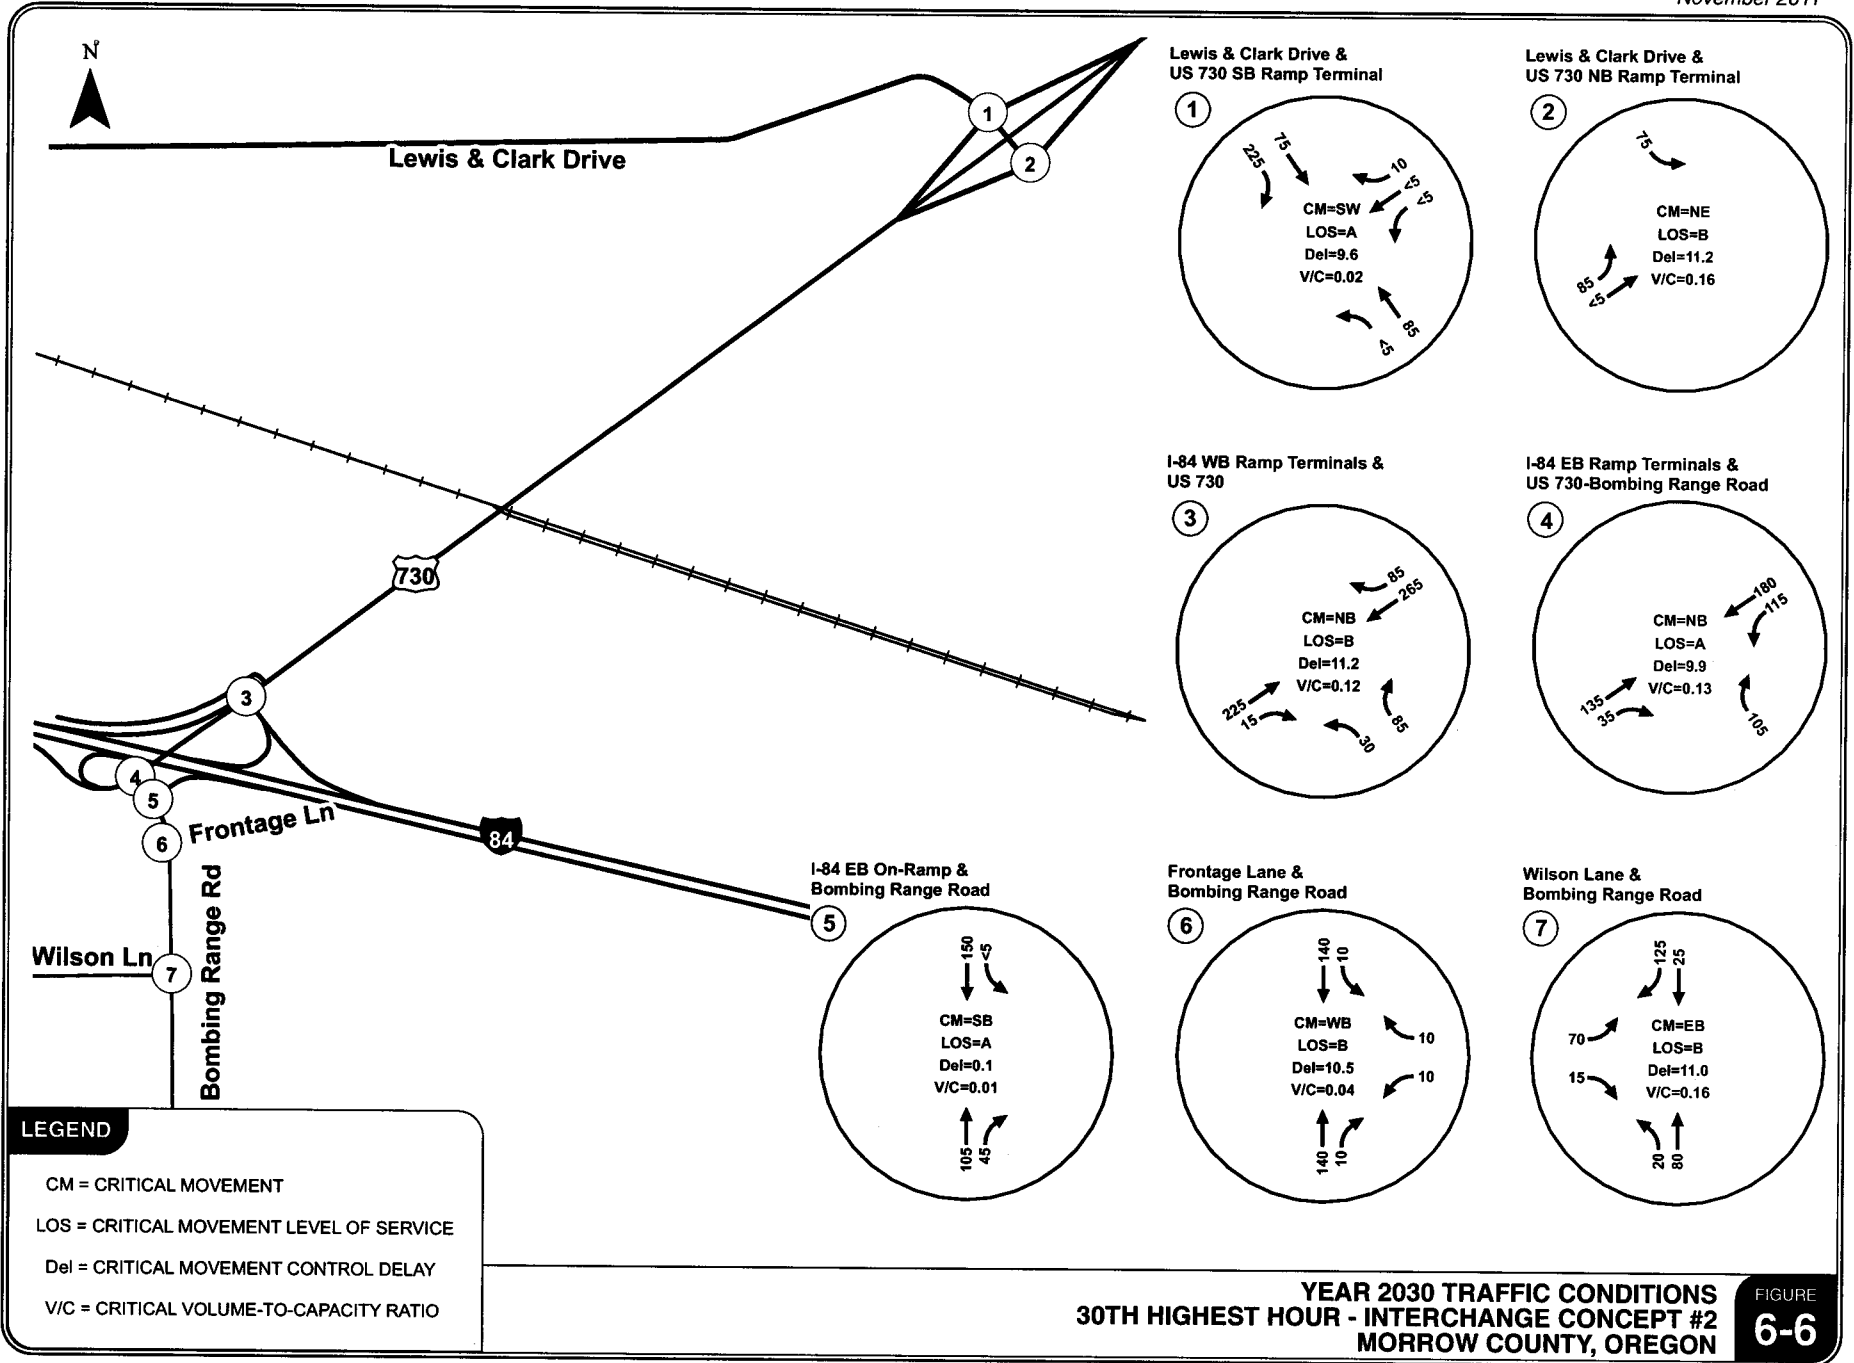 November 2011
N
Lewis & Clark Drive
1
2
730
3
4
5
6
Frontage Ln
84
Bombing Range Rd
Wilson Ln
7
Lewis & Clark Drive &
US 730 SB Ramp Terminal
1
75
225
10
<5
<5
CM=SW
LOS=A
Del=9.6
V/C=0.02
85
<5
Lewis & Clark Drive &
US 730 NB Ramp Terminal
2
75
CM=NE
LOS=B
Del=11.2
V/C=0.16
85
<5
I-84 WB Ramp Terminals &
US 730
3
85
265
CM=NB
LOS=B
Del=11.2
V/C=0.12
225
15
30
85
I-84 EB Ramp Terminals &
US 730-Bombing Range Road
4
180
115
CM=NB
LOS=A
Del=9.9
V/C=0.13
135
35
105
I-84 EB On-Ramp &
Bombing Range Road
5
150
<5
CM=SB
LOS=A
Del=0.1
V/C=0.01
105
45
Frontage Lane &
Bombing Range Road
6
140
10
CM=WB
LOS=B
Del=10.5
V/C=0.04
10
10
140
10
Wilson Lane &
Bombing Range Road
7
125
25
70
15
CM=EB
LOS=B
Del=11.0
V/C=0.16
20
80
LEGEND
CM = CRITICAL MOVEMENT
LOS = CRITICAL MOVEMENT LEVEL OF SERVICE
Del = CRITICAL MOVEMENT CONTROL DELAY
V/C = CRITICAL VOLUME-TO-CAPACITY RATIO
YEAR 2030 TRAFFIC CONDITIONS
30TH HIGHEST HOUR - INTERCHANGE CONCEPT #2
MORROW COUNTY, OREGON
FIGURE
6-6